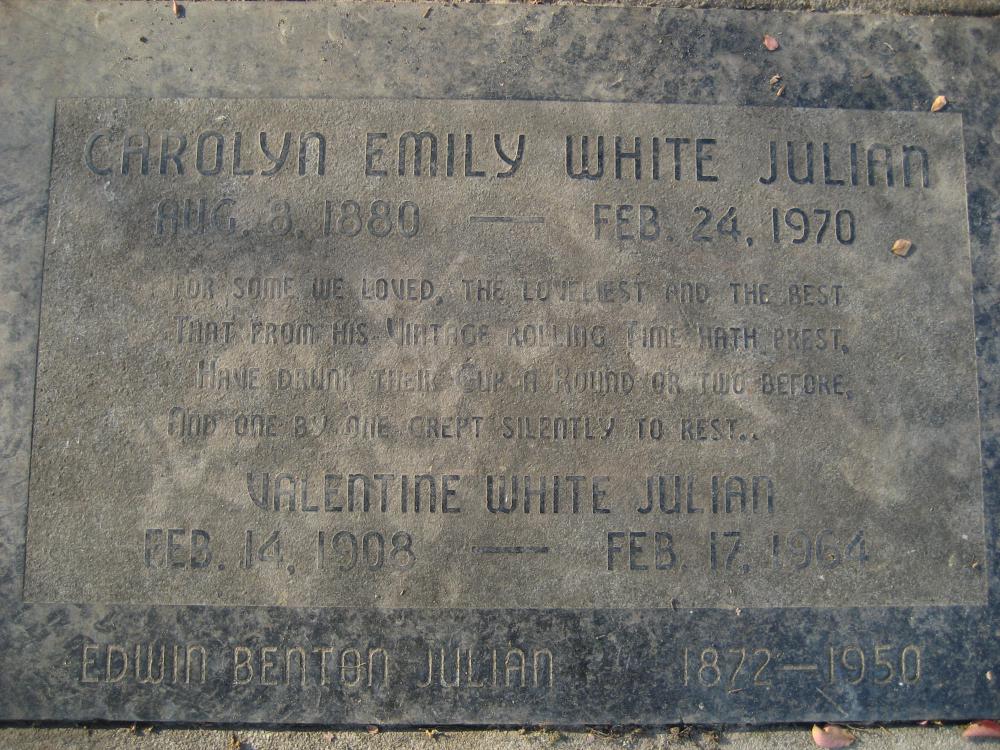 CAROLYN EMILY WHITE JULIAN
AUG. 8, 1880 — FEB. 24, 1970
FOR SOME WE LOVED, THE LOVELIEST AND THE BEST
THAT FROM HIS VINTAGE ROLLING TIME HATH PREST,
HAVE DRUNK THEIR CUP A ROUND OR TWO BEFORE,
AND ONE BY ONE CREPT SILENTLY TO REST..
VALENTINE WHITE JULIAN
FEB. 14, 1908 — FEB. 17, 1964
EDWIN BENTON JULIAN 1872—1950